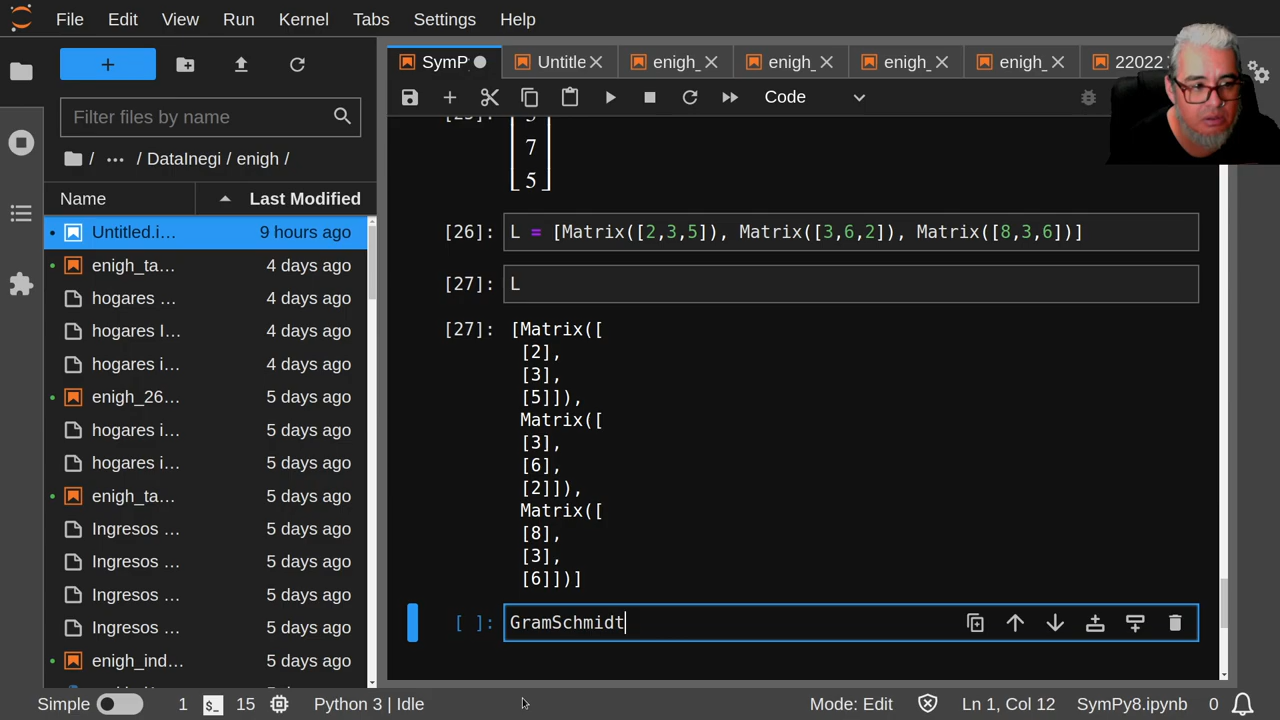 File Edit View Run Kernel Tabs Settings Help
SymP
Untitle
enigh_
enigh_
enigh_
enigh_
22022
Code
Filter files by name
/ ... / DataInegi / enigh /
Name Last Modified
Untitled.i... 9 hours ago
enigh_ta... 4 days ago
hogares ... 4 days ago
hogares I... 4 days ago
hogares i... 4 days ago
enigh_26... 5 days ago
hogares i... 5 days ago
hogares i... 5 days ago
enigh_ta... 5 days ago
Ingresos ... 5 days ago
Ingresos ... 5 days ago
Ingresos ... 5 days ago
Ingresos ... 5 days ago
enigh_ind... 5 days ago
7
5
[26]: L = [Matrix([2,3,5]), Matrix([3,6,2]), Matrix([8,3,6])]
[27]: L
[27]: [Matrix([
[2],
[3],
[5]]),
Matrix([
[3],
[6],
[2]]),
Matrix([
[8],
[3],
[6]])]
[ ]: GramSchmidt
Simple 1 $_ 15 Python 3 | Idle Mode: Edit Ln 1, Col 12 SymPy8.ipynb 0